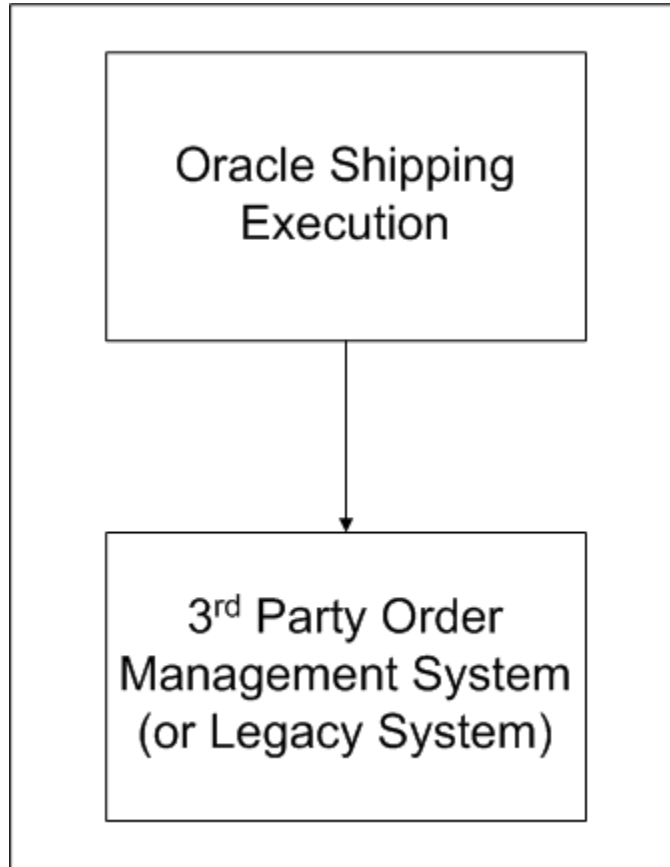 Oracle Shipping
Execution
3rd Party Order
Management System
(or Legacy System)